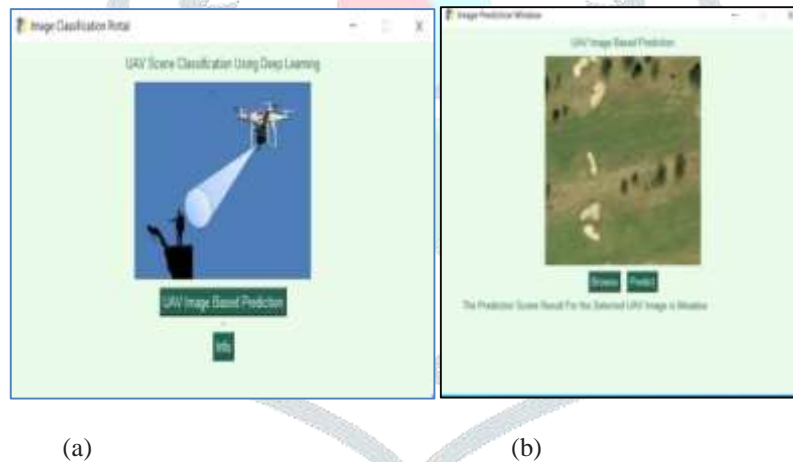 Image Classification Portal
UAV Scene Classification Using Deep Learning
UAV Image Based Prediction
Info
Image Prediction Window
UAV Image Based Prediction
Browse Predict
The Prediction Scene Result For the Selected UAV Image is Meadow
(a) (b)